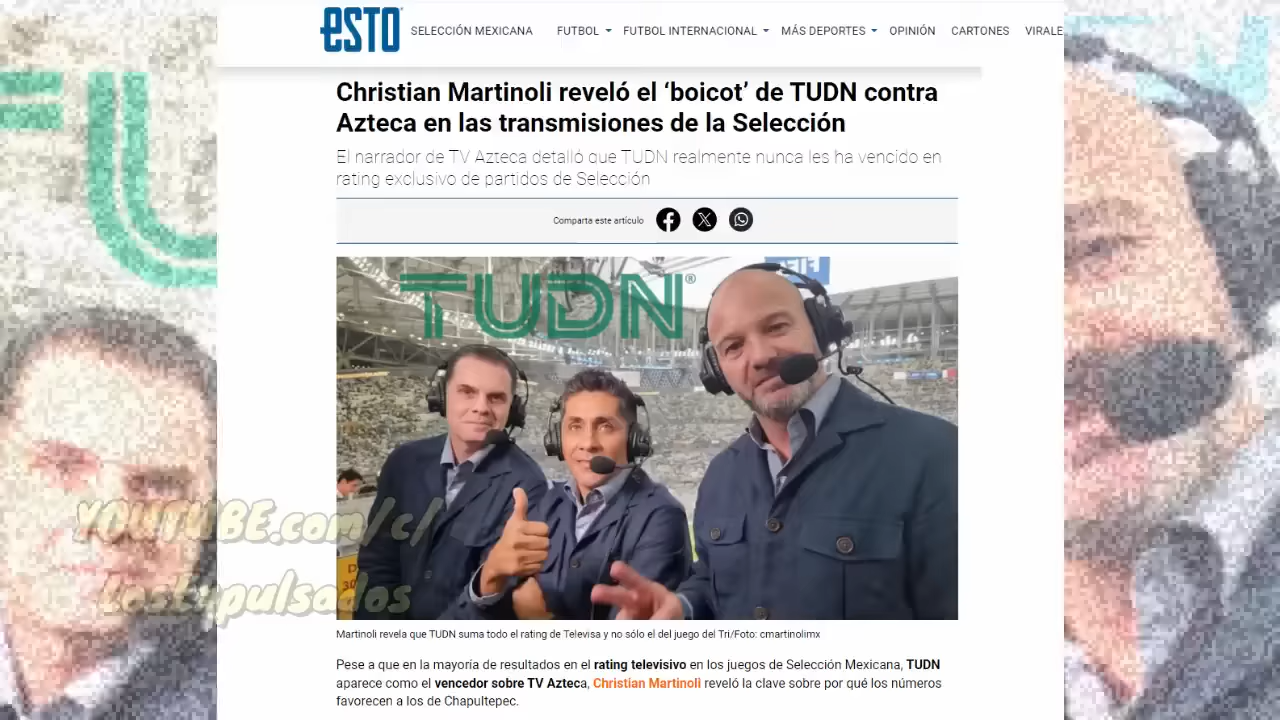 ESTO
SELECCIÓN MEXICANA FUTBOL FUTBOL INTERNACIONAL MÁS DEPORTES OPINIÓN CARTONES VIRALE
Christian Martinoli reveló el ‘boicot’ de TUDN contra
Azteca en las transmisiones de la Selección
El narrador de TV Azteca detalló que TUDN realmente nunca les ha vencido en
rating exclusivo de partidos de Selección
Comparta este artículo
FIFA
TUDN®
YOUTUBE.com/c/
LosExpulsados
Martinoli revela que TUDN suma todo el rating de Televisa y no sólo el del juego del Tri/Foto: cmartinolimx
Pese a que en la mayoría de resultados en el rating televisivo en los juegos de Selección Mexicana, TUDN
aparece como el vencedor sobre TV Azteca, Christian Martinoli reveló la clave sobre por qué los números
favorecen a los de Chapultepec.